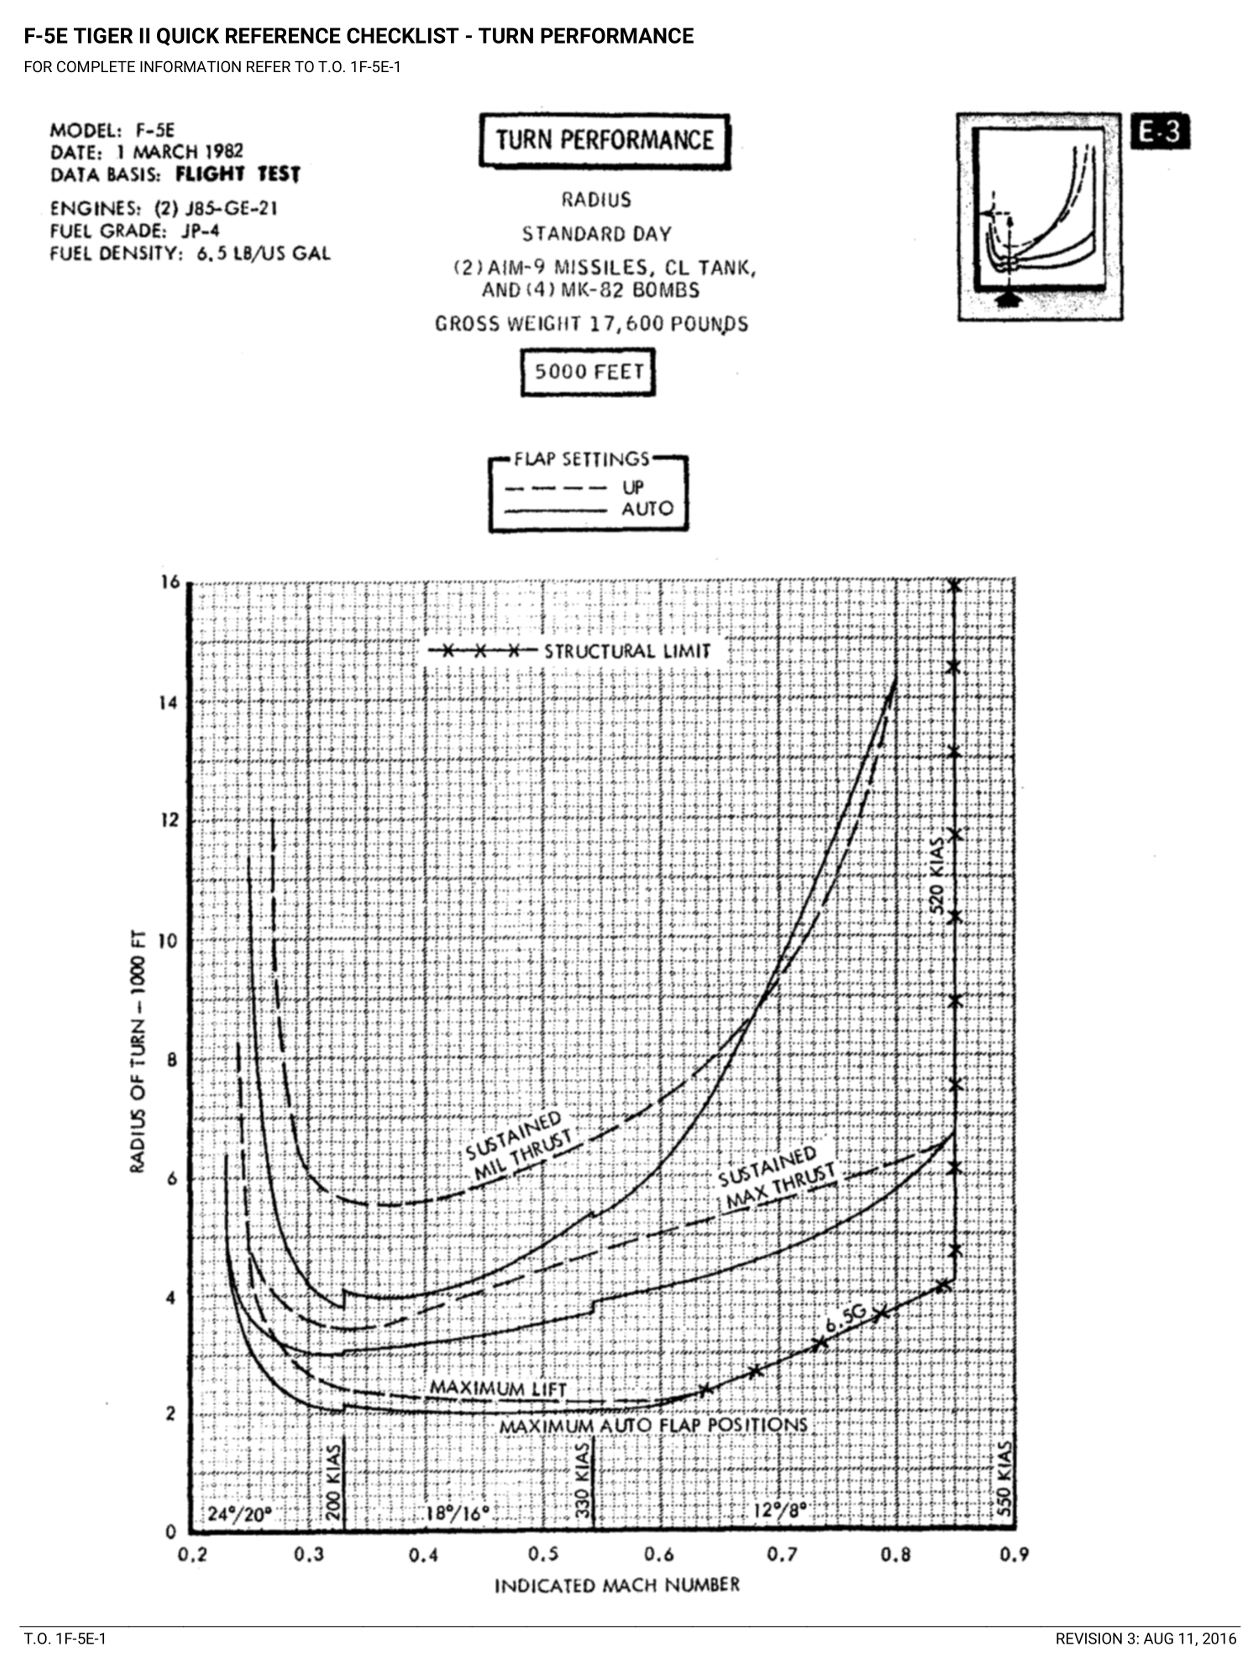 F-5E TIGER II QUICK REFERENCE CHECKLIST - TURN PERFORMANCE
FOR COMPLETE INFORMATION REFER TO T.O. 1F-5E-1
MODEL: F-5E
DATE: 1 MARCH 1982
DATA BASIS: FLIGHT TEST
ENGINES: (2) J85-GE-21
FUEL GRADE: JP-4
FUEL DENSITY: 6.5 LB/US GAL
TURN PERFORMANCE
RADIUS
STANDARD DAY
(2) AIM-9 MISSILES, CL TANK,
AND (4) MK-82 BOMBS
GROSS WEIGHT 17,600 POUNDS
5000 FEET
E-3
FLAP SETTINGS
UP
AUTO
STRUCTURAL LIMIT
16
14
12
10
8
6
4
2
0
RADIUS OF TURN - 1000 FT
520 KIAS
SUSTAINED
MIL THRUST
SUSTAINED
MAX THRUST
6.5G
MAXIMUM LIFT
MAXIMUM AUTO FLAP POSITIONS
24°/20°
200 KIAS
18°/16°
330 KIAS
12°/8°
550 KIAS
0.2 0.3 0.4 0.5 0.6 0.7 0.8 0.9
INDICATED MACH NUMBER
T.O. 1F-5E-1
REVISION 3: AUG 11, 2016